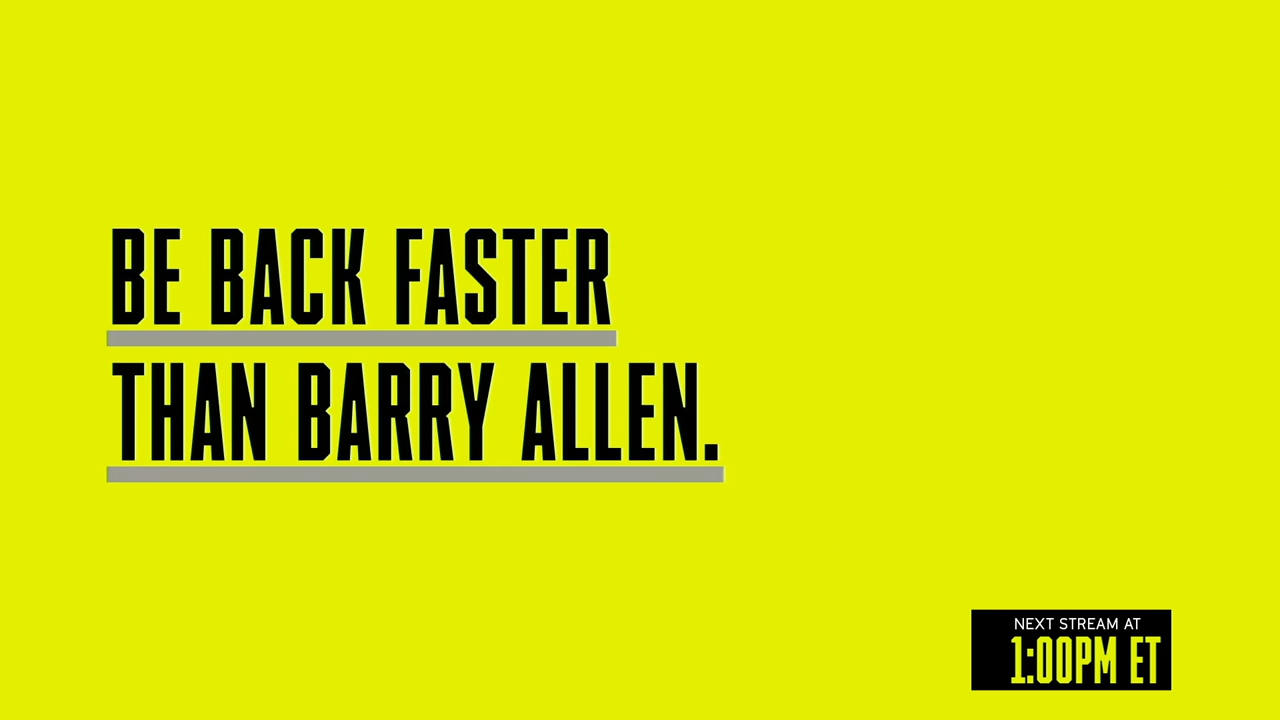 BE BACK FASTER
THAN BARRY ALLEN.
NEXT STREAM AT
1:00PM ET